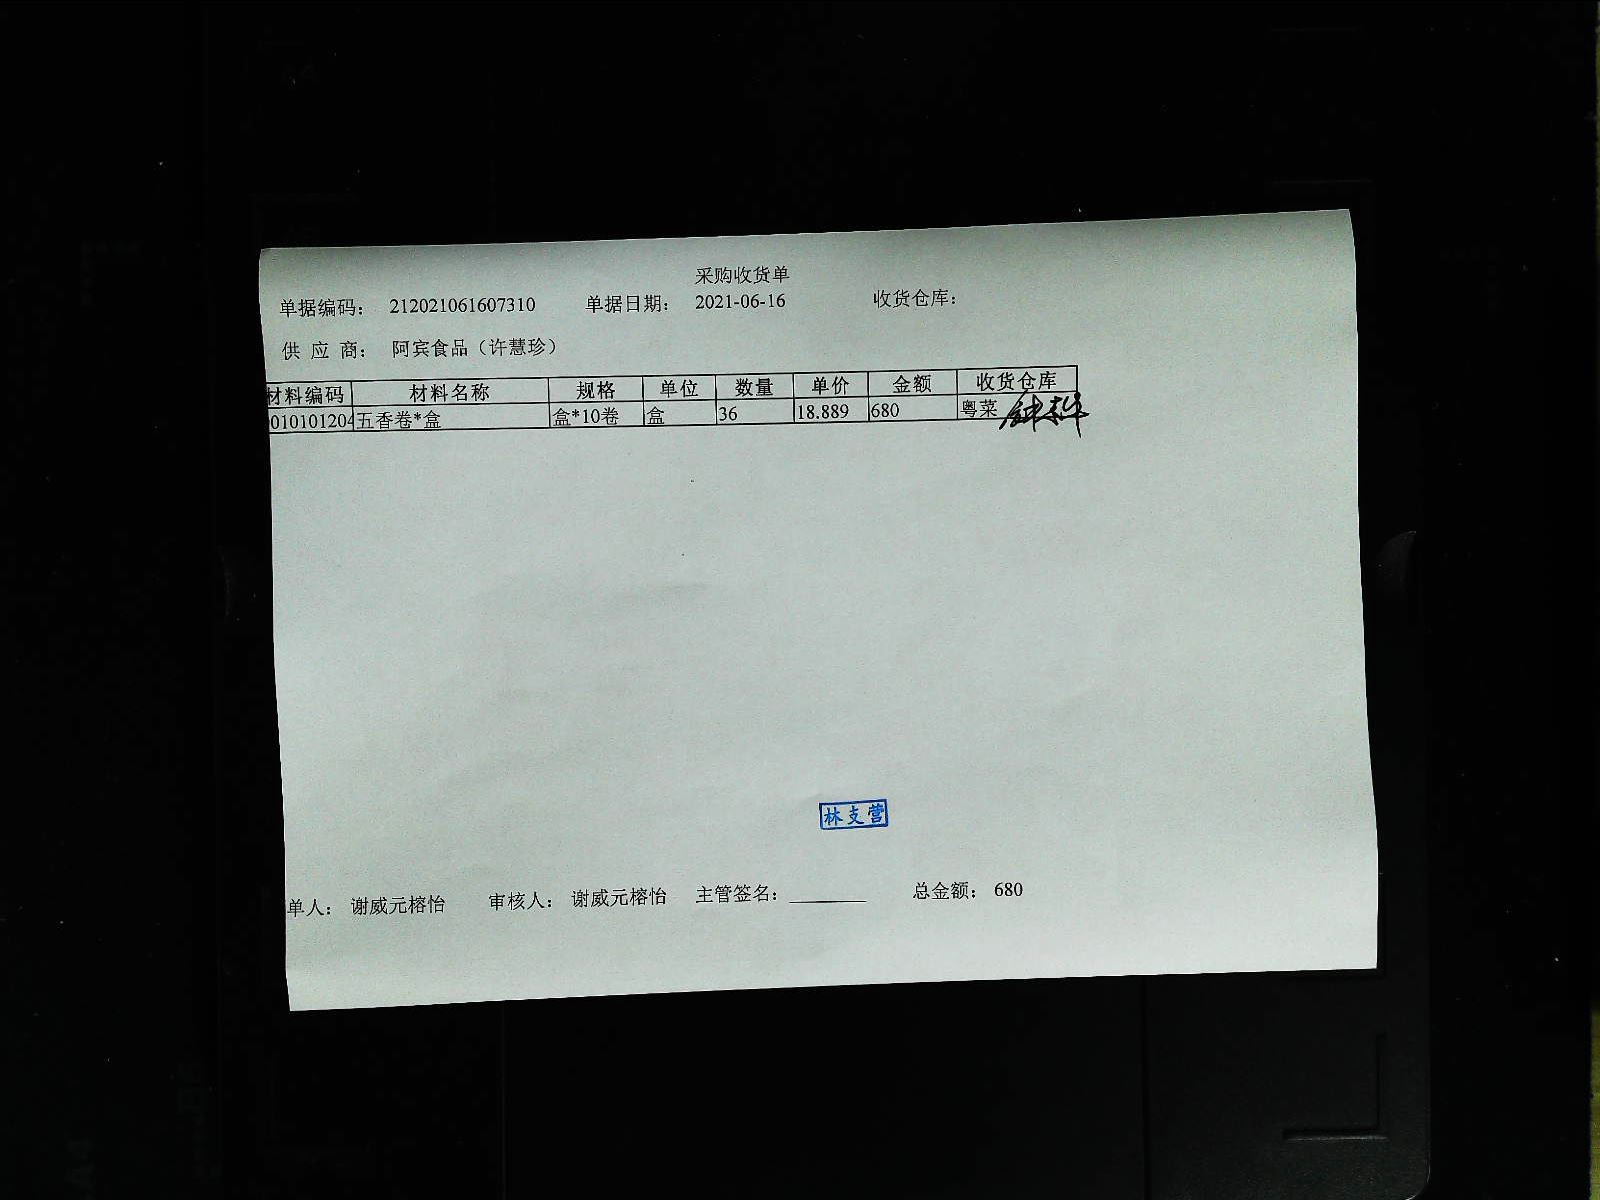 采购收货单
单据编码： 212021061607310 单据日期： 2021-06-16 收货仓库：
供 应 商： 阿宾食品（许慧珍）
材料编码 材料名称 规格 单位 数量 单价 金额 收货仓库
010101204 五香卷*盒 盒*10卷 盒 36 18.889 680 粤菜
林支营
单人： 谢威元榕怡 审核人： 谢威元榕怡 主管签名： 总金额： 680